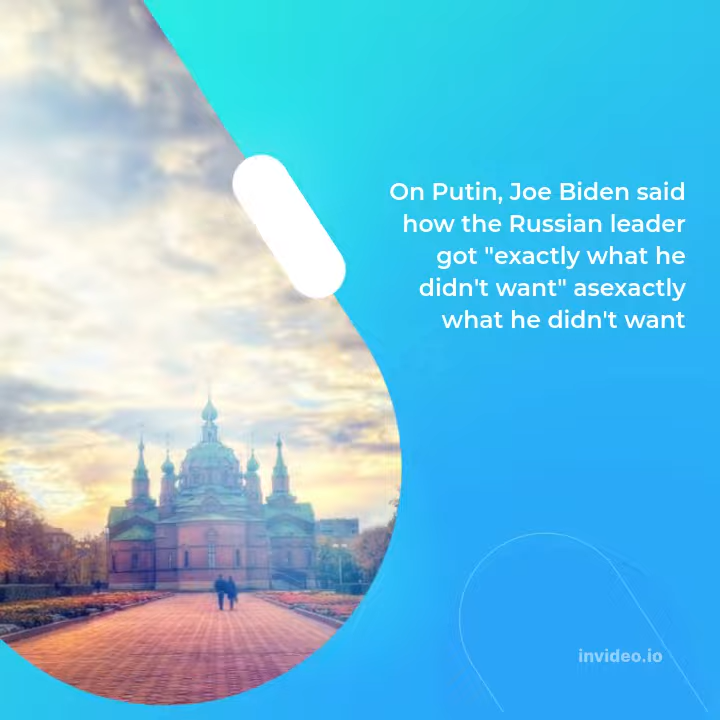 On Putin, Joe Biden said
how the Russian leader
got "exactly what he
didn't want" asexactly
what he didn't want
invideo.io